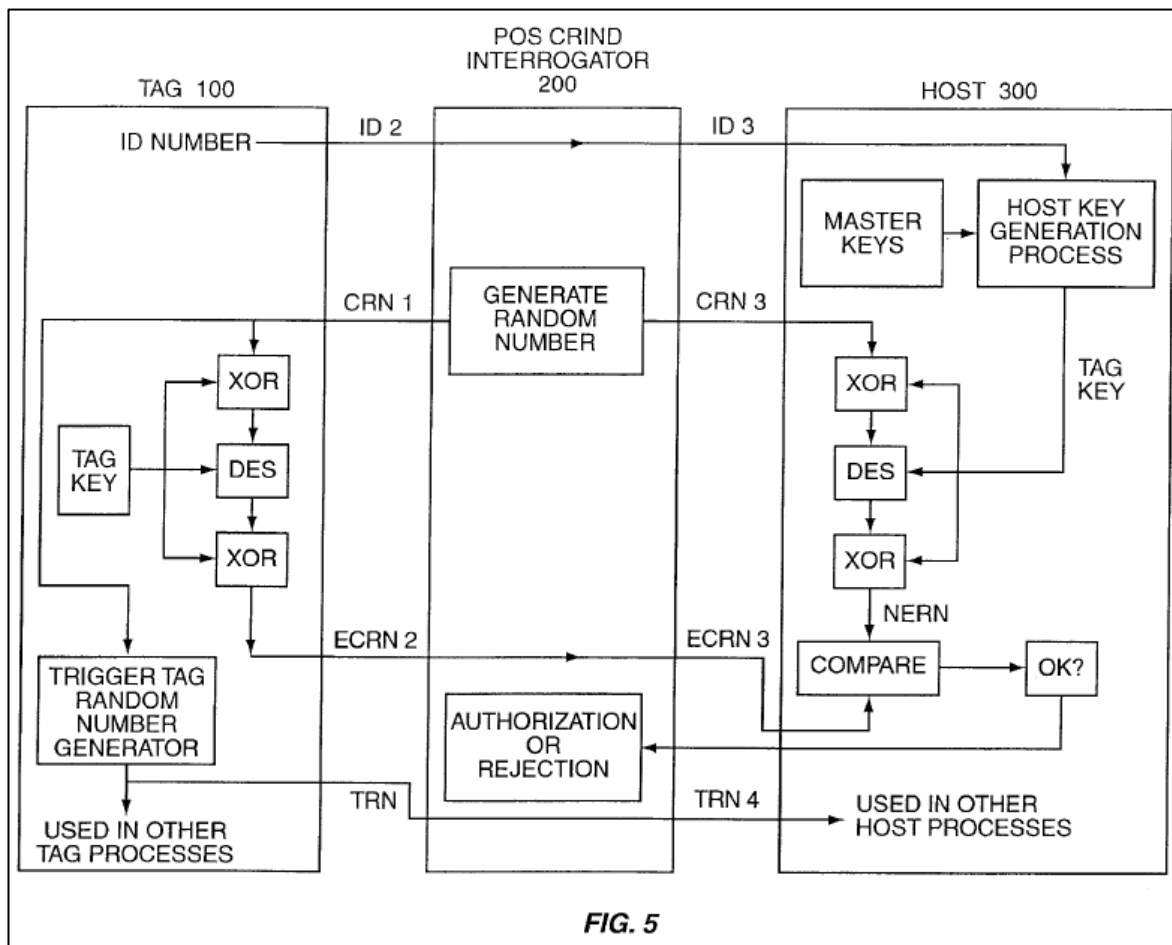 POS CRIND
INTERROGATOR
200
TAG 100
HOST 300
ID NUMBER
ID 2
ID 3
MASTER
KEYS
HOST KEY
GENERATION
PROCESS
CRN 1
GENERATE
RANDOM
NUMBER
CRN 3
XOR
XOR
TAG
KEY
TAG
KEY
DES
DES
XOR
XOR
NERN
ECRN 2
ECRN 3
COMPARE
OK?
TRIGGER TAG
RANDOM
NUMBER
GENERATOR
AUTHORIZATION
OR
REJECTION
TRN
TRN 4
USED IN OTHER
TAG PROCESSES
USED IN OTHER
HOST PROCESSES
FIG. 5